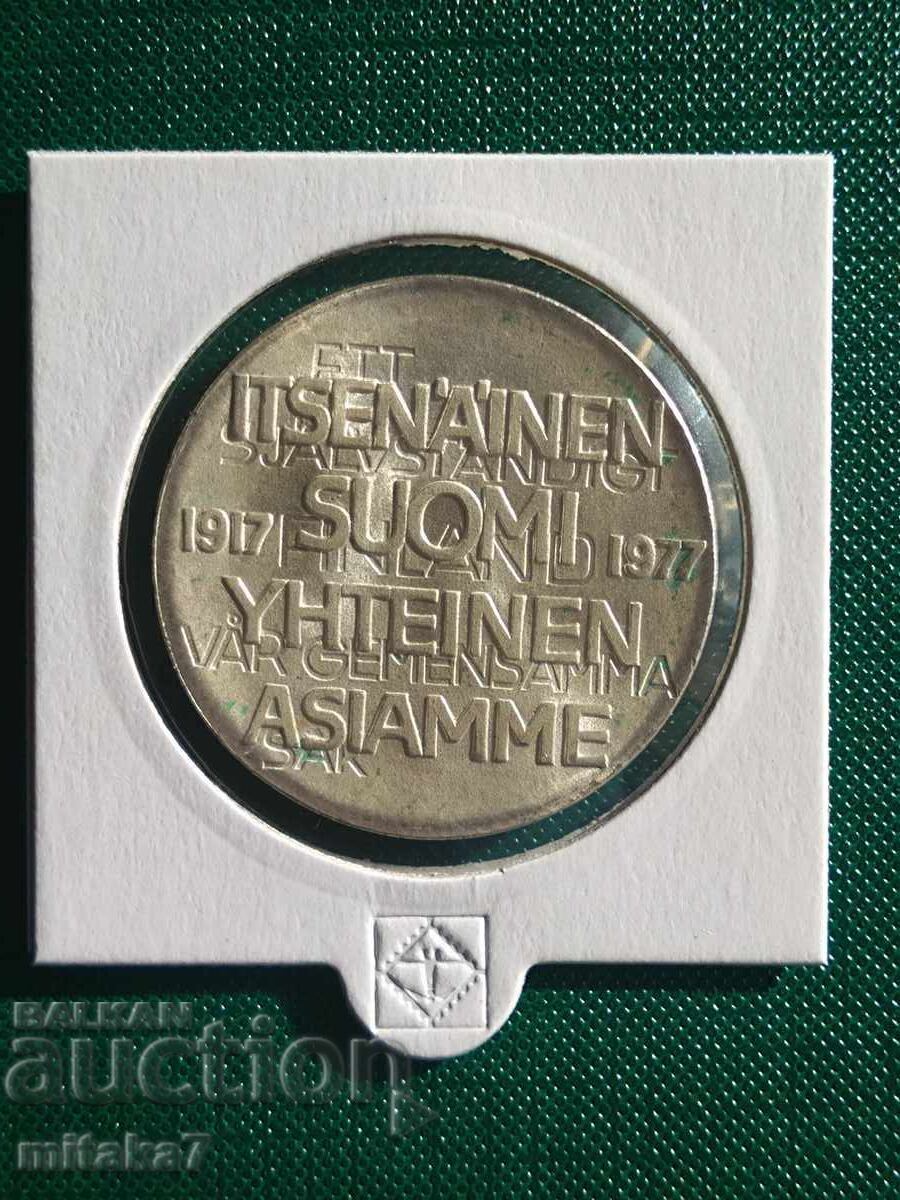 ETT
ITSENÄINEN
SJÄLVSTÄNDIGT
SUOMI
1917 FINLAND 1977
YHTEINEN
VÅR GEMENSAMMA
ASIAMME
SAK
BALKAN
auction
mitaka7